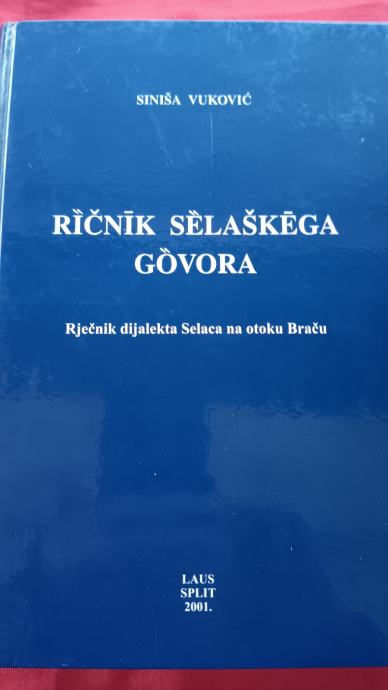 SINIŠA VUKOVIĆ
RȉČNĪK SȅLAŠKĒGA
GȍVORA
Rječnik dijalekta Selaca na otoku Braču
LAUS
SPLIT
2001.